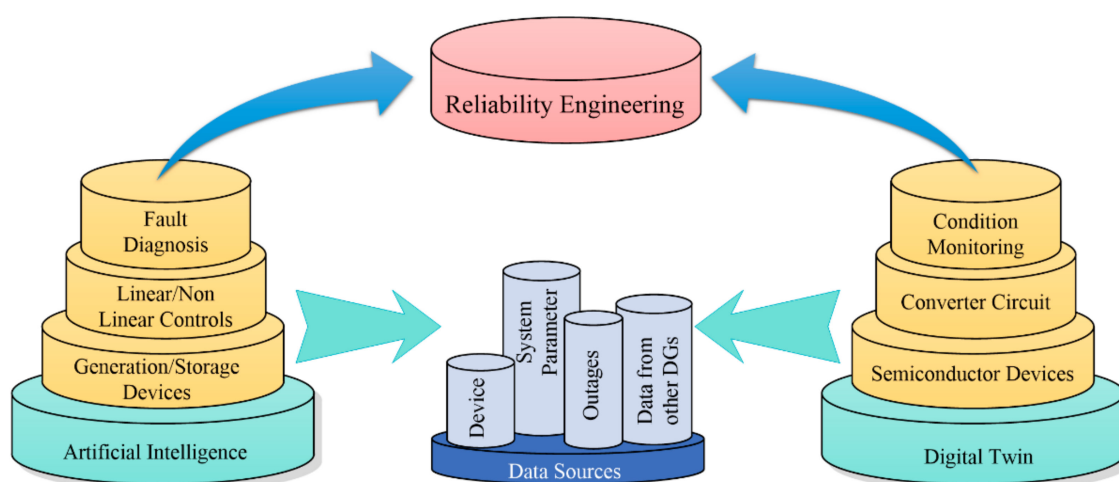 Reliability Engineering
Fault
Diagnosis
Linear/Non
Linear Controls
Generation/Storage
Devices
Artificial Intelligence
Device
System
Parameter
Outages
Data from
other DGs
Data Sources
Condition
Monitoring
Converter Circuit
Semiconductor Devices
Digital Twin